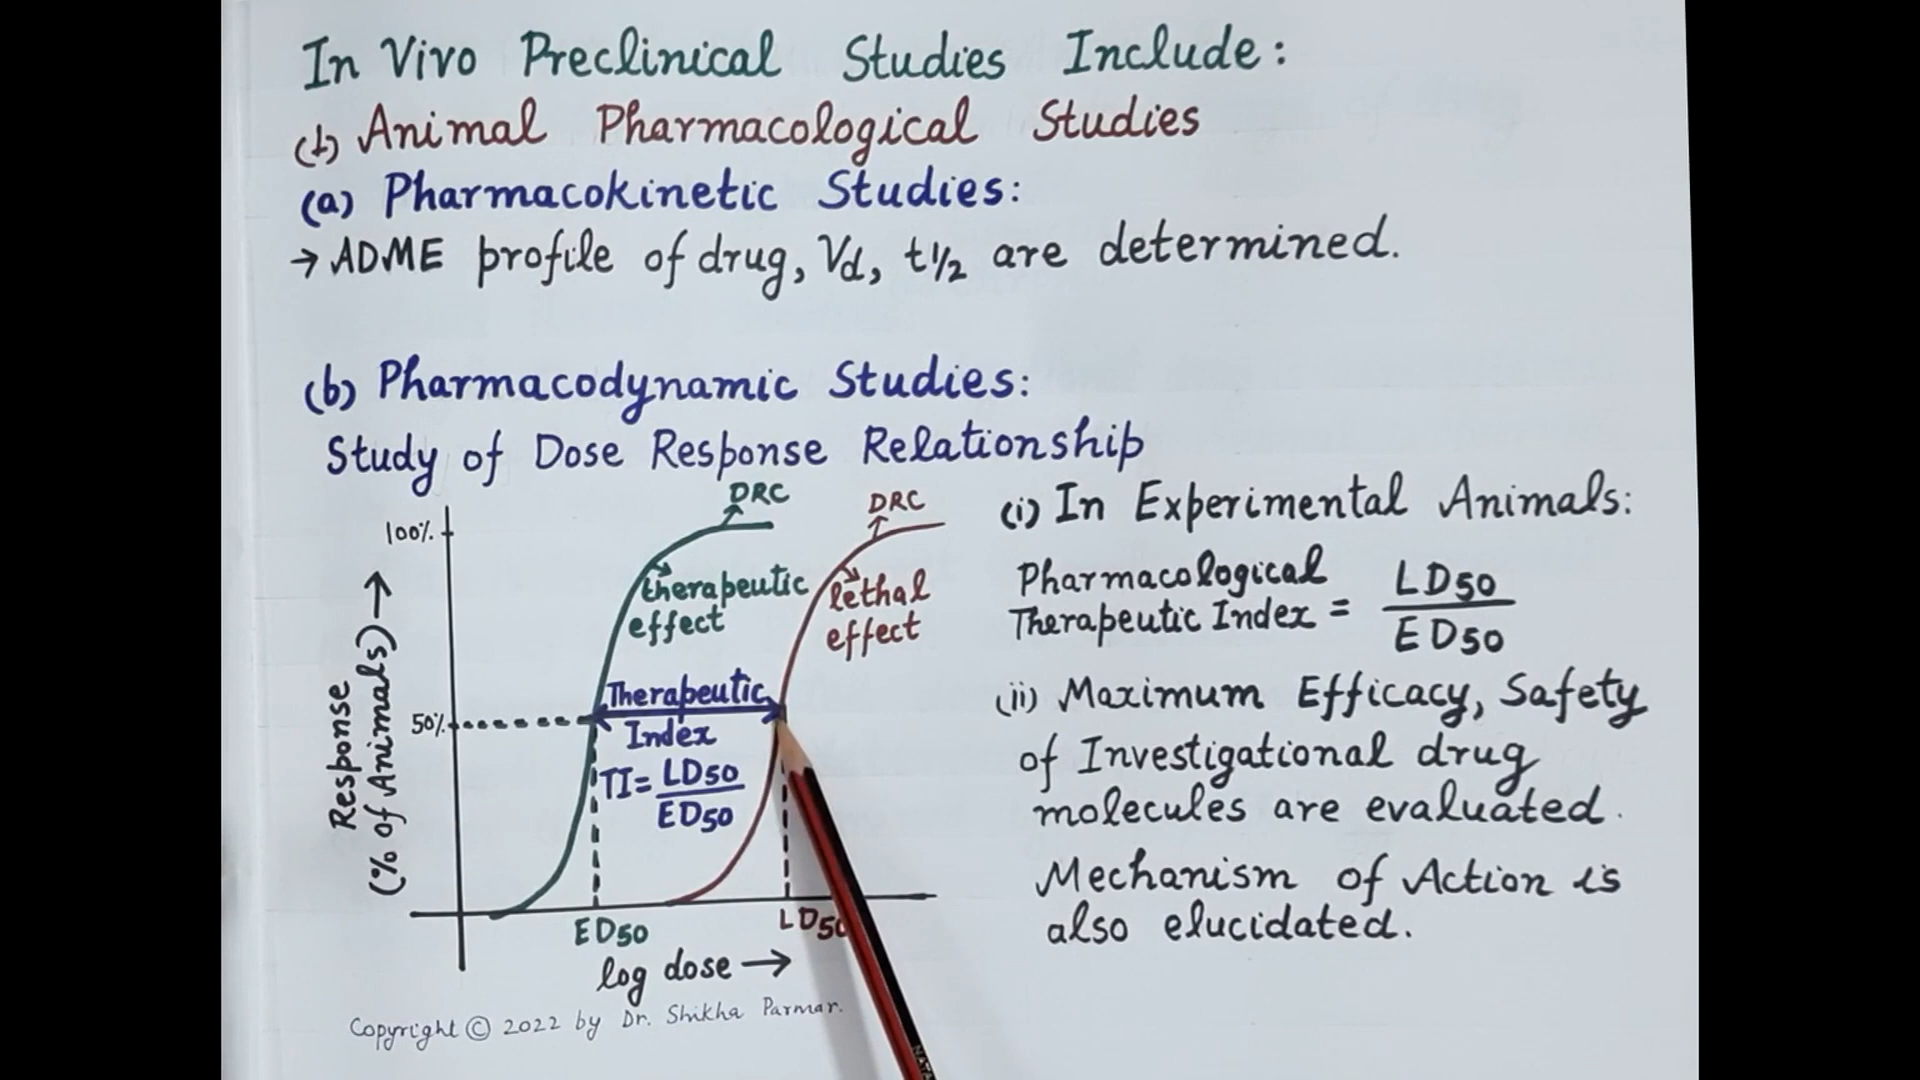 In Vivo Preclinical Studies Include:
(1) Animal Pharmacological Studies
(a) Pharmacokinetic Studies:
→ ADME profile of drug, Vd, t1/2 are determined.
(b) Pharmacodynamic Studies:
Study of Dose Response Relationship
DRC
DRC
100%
therapeutic
effect
lethal
effect
Response →
(% of Animals)
50%
Therapeutic
Index
TI = LD50
ED50
ED50
LD50
log dose →
(i) In Experimental Animals:
Pharmacological
Therapeutic Index = LD50
ED50
(ii) Maximum Efficacy, Safety
of Investigational drug
molecules are evaluated.
Mechanism of Action is
also elucidated.
Copyright © 2022 by Dr. Shikha Parmar.